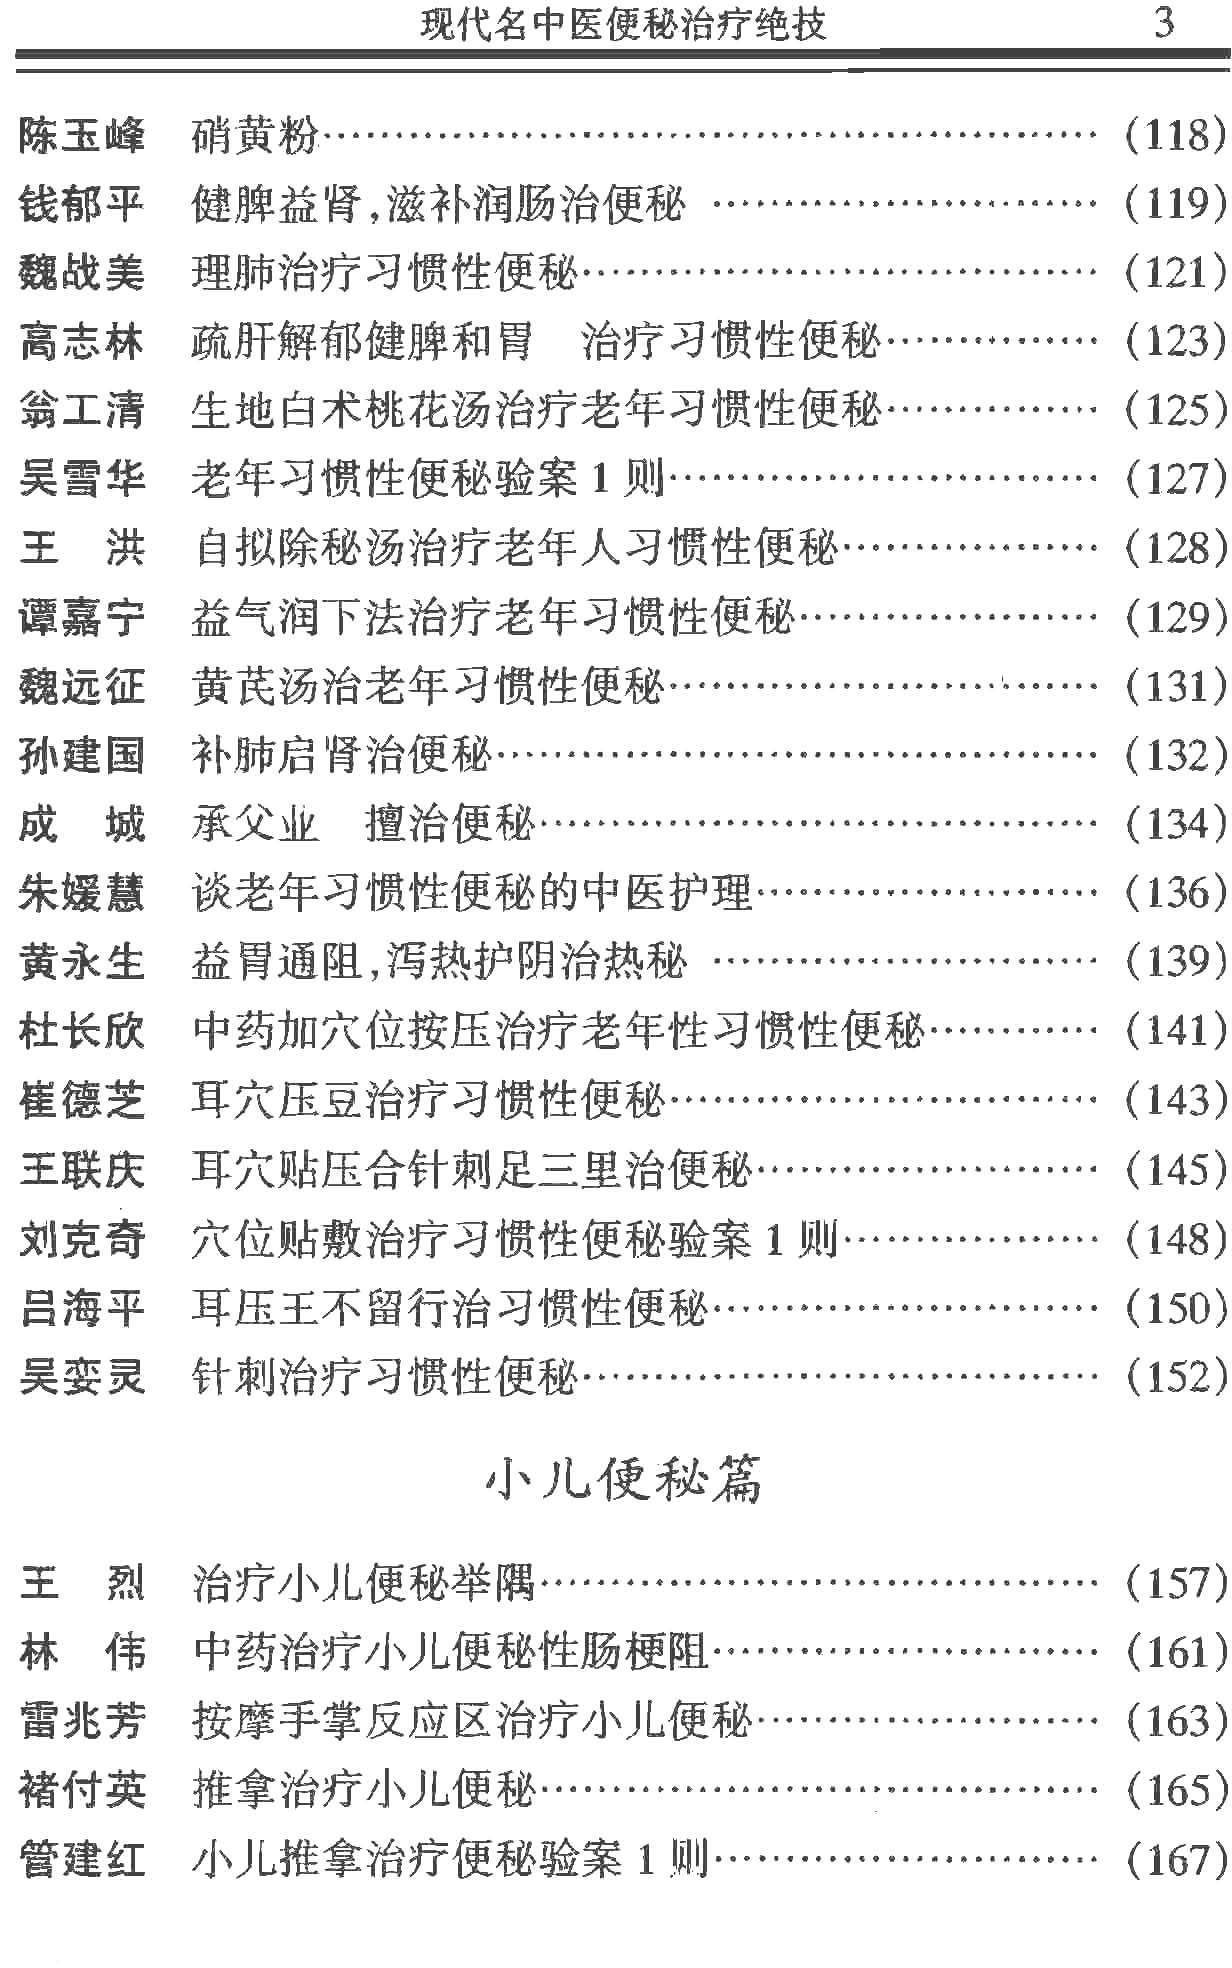 现代名中医便秘治疗绝技 3
陈玉峰 硝黄粉…………………………………………… (118)
钱郁平 健脾益肾,滋补润肠治便秘 ……………………… (119)
魏战美 理肺治疗习惯性便秘……………………………… (121)
高志林 疏肝解郁健脾和胃 治疗习惯性便秘…………… (123)
翁工清 生地白术桃花汤治疗老年习惯性便秘…………… (125)
吴雪华 老年习惯性便秘验案1则………………………… (127)
王 洪 自拟除秘汤治疗老年人习惯性便秘……………… (128)
谭嘉宁 益气润下法治疗老年习惯性便秘………………… (129)
魏远征 黄芪汤治老年习惯性便秘………………………… (131)
孙建国 补肺启肾治便秘…………………………………… (132)
成 城 承父业 擅治便秘………………………………… (134)
朱嫒慧 谈老年习惯性便秘的中医护理…………………… (136)
黄永生 益胃通阻,泻热护阴治热秘 ……………………… (139)
杜长欣 中药加穴位按压治疗老年性习惯性便秘………… (141)
崔德芝 耳穴压豆治疗习惯性便秘………………………… (143)
王联庆 耳穴贴压合针刺足三里治便秘…………………… (145)
刘克奇 穴位贴敷治疗习惯性便秘验案1则……………… (148)
吕海平 耳压王不留行治习惯性便秘……………………… (150)
吴娈灵 针刺治疗习惯性便秘……………………………… (152)
小儿便秘篇
王 烈 治疗小儿便秘举隅………………………………… (157)
林 伟 中药治疗小儿便秘性肠梗阻……………………… (161)
雷兆芳 按摩手掌反应区治疗小儿便秘…………………… (163)
褚付英 推拿治疗小儿便秘………………………………… (165)
管建红 小儿推拿治疗便秘验案1则……………………… (167)